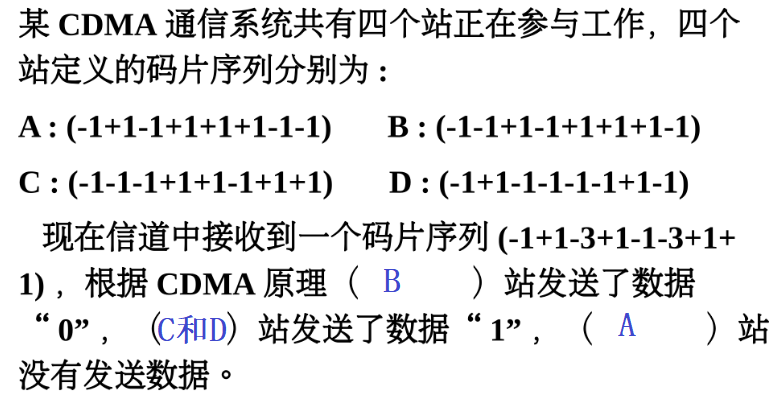 某 CDMA 通信系统共有四个站正在参与工作，四个
站定义的码片序列分别为：
A : (-1+1-1+1+1+1-1-1) B : (-1-1+1-1+1+1+1-1)
C : (-1-1-1+1+1-1+1+1) D : (-1+1-1-1-1-1+1-1)
现在信道中接收到一个码片序列 (-1+1-3+1-1-3+1+
1) ，根据 CDMA 原理（ B ）站发送了数据
“ 0” ，（C和D）站发送了数据“ 1” ，（ A ）站
没有发送数据。